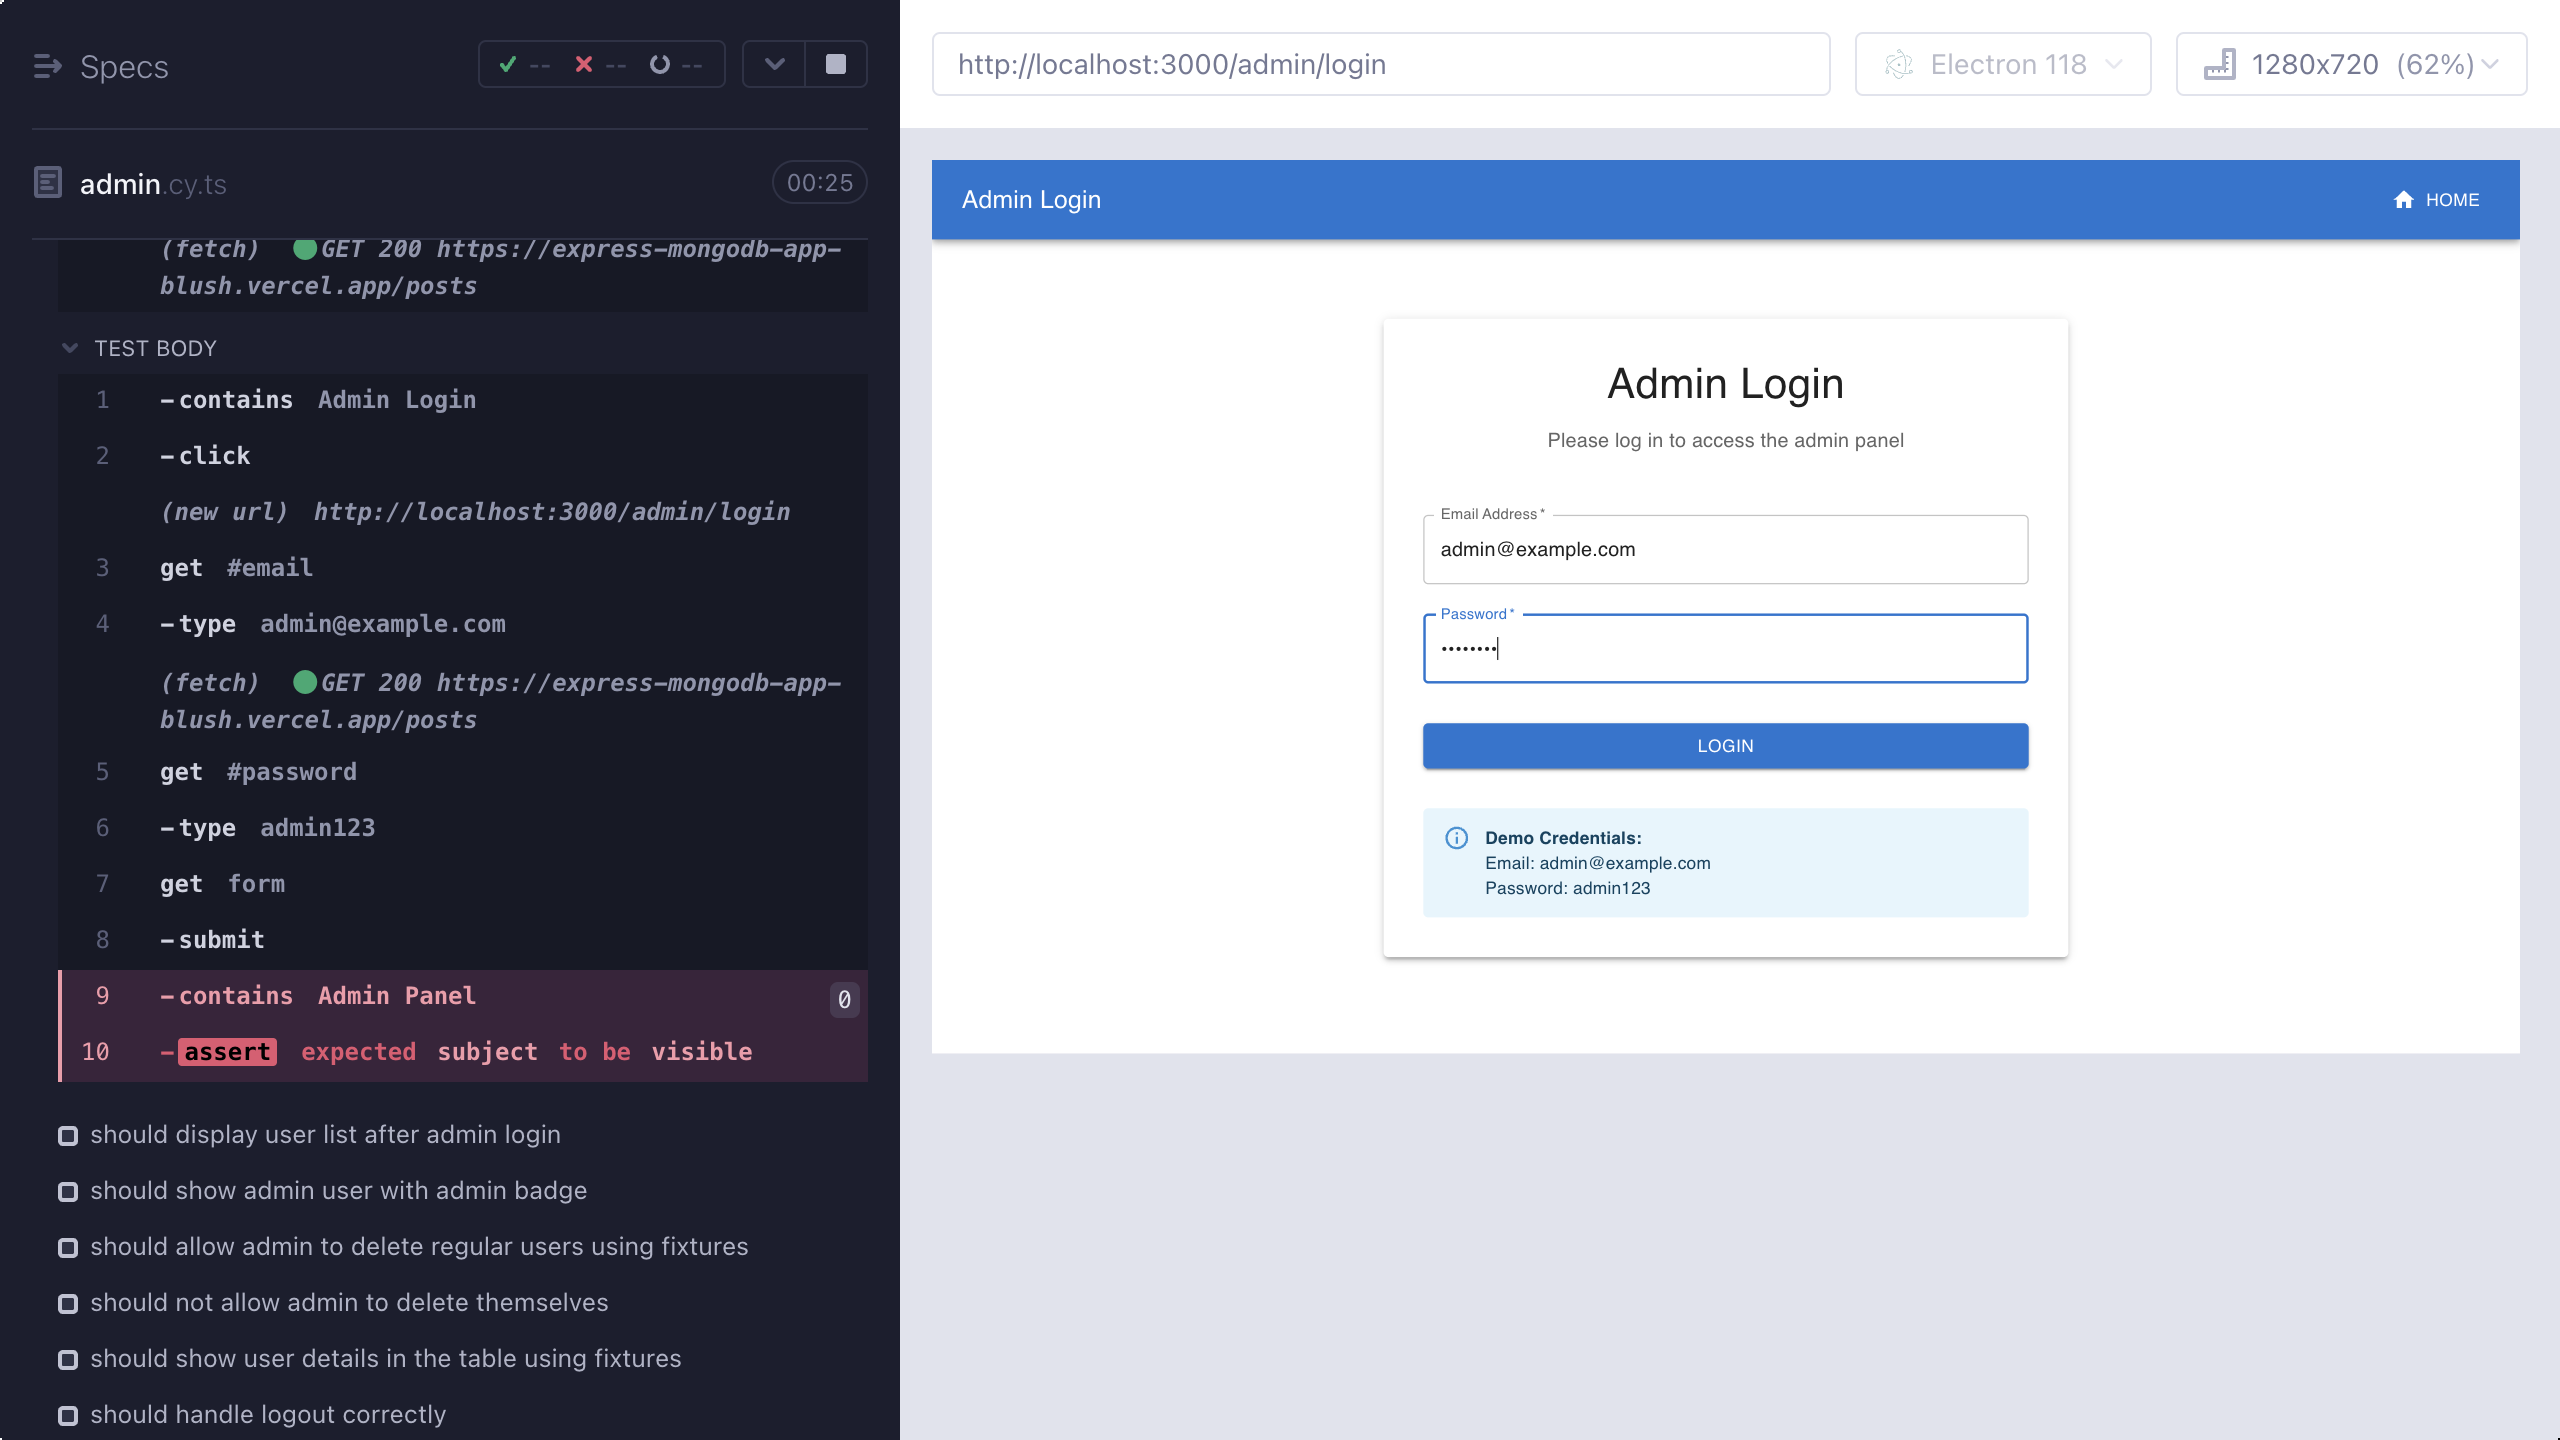 Specs
-- -- --
admin.cy.ts
00:25
(fetch) GET 200 https://express-mongodb-app-
blush.vercel.app/posts
TEST BODY
1 -contains Admin Login
2 -click
(new url) http://localhost:3000/admin/login
3 get #email
4 -type admin@example.com
(fetch) GET 200 https://express-mongodb-app-
blush.vercel.app/posts
5 get #password
6 -type admin123
7 get form
8 -submit
9 -contains Admin Panel 0
10 -assert expected subject to be visible
should display user list after admin login
should show admin user with admin badge
should allow admin to delete regular users using fixtures
should not allow admin to delete themselves
should show user details in the table using fixtures
should handle logout correctly
http://localhost:3000/admin/login
Electron 118
1280x720 (62%)
Admin Login
HOME
Admin Login
Please log in to access the admin panel
Email Address *
admin@example.com
Password *
••••••••
LOGIN
Demo Credentials:
Email: admin@example.com
Password: admin123